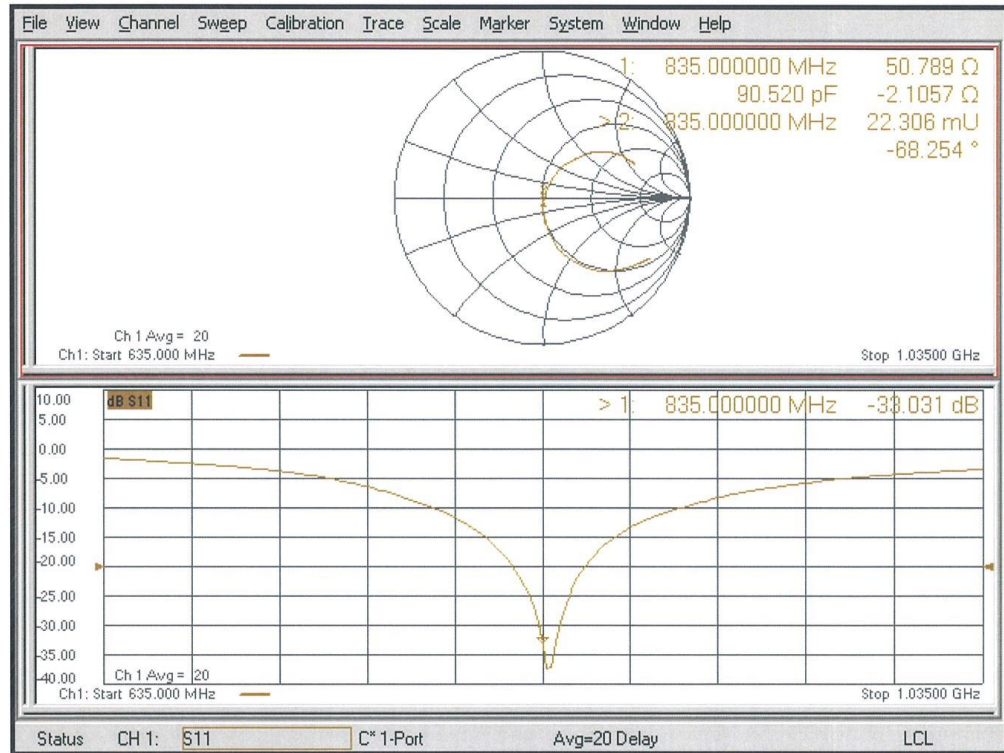 File View Channel Sweep Calibration Trace Scale Marker System Window Help
1: 835.000000 MHz 50.789 Ω
90.520 pF -2.1057 Ω
> 2: 835.000000 MHz 22.306 mU
-68.254 °
Ch 1 Avg = 20
Ch1: Start 635.000 MHz Stop 1.03500 GHz
10.00 dB S11 > 1: 835.000000 MHz -33.031 dB
5.00
0.00
-5.00
-10.00
-15.00
-20.00
-25.00
-30.00
-35.00
-40.00 Ch 1 Avg = 20
Ch1: Start 635.000 MHz Stop 1.03500 GHz
Status CH 1: S11 C* 1-Port Avg=20 Delay LCL